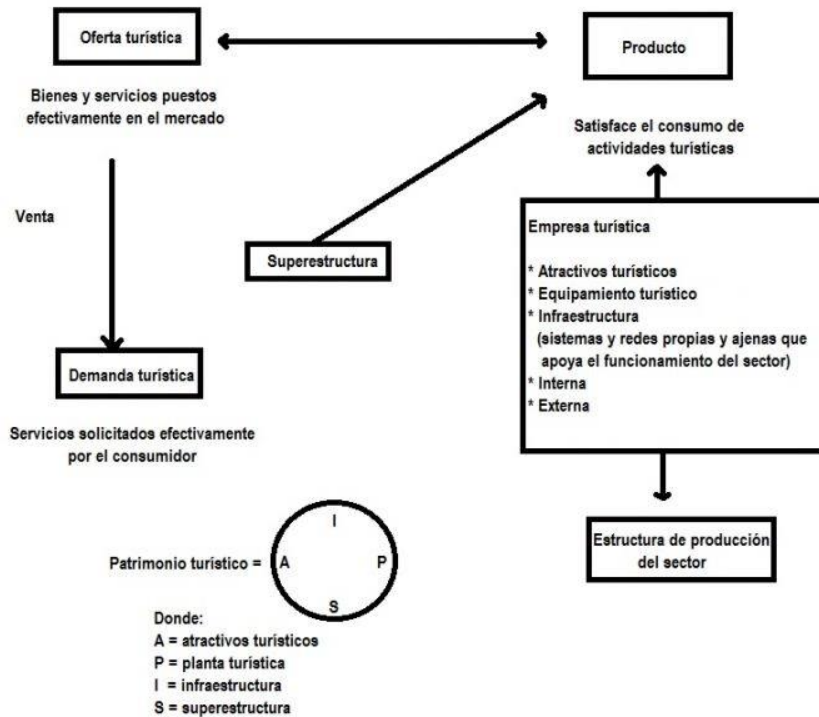 Oferta turística
Producto
Bienes y servicios puestos
efectivamente en el mercado
Satisface el consumo de
actividades turísticas
Venta
Superestructura
Empresa turística
* Atractivos turísticos
* Equipamiento turístico
* Infraestructura
(sistemas y redes propias y ajenas que
apoya el funcionamiento del sector)
* Interna
* Externa
Demanda turística
Servicios solicitados efectivamente
por el consumidor
Estructura de producción
del sector
Patrimonio turístico =
I
A
P
S
Donde:
A = atractivos turísticos
P = planta turística
I = infraestructura
S = superestructura